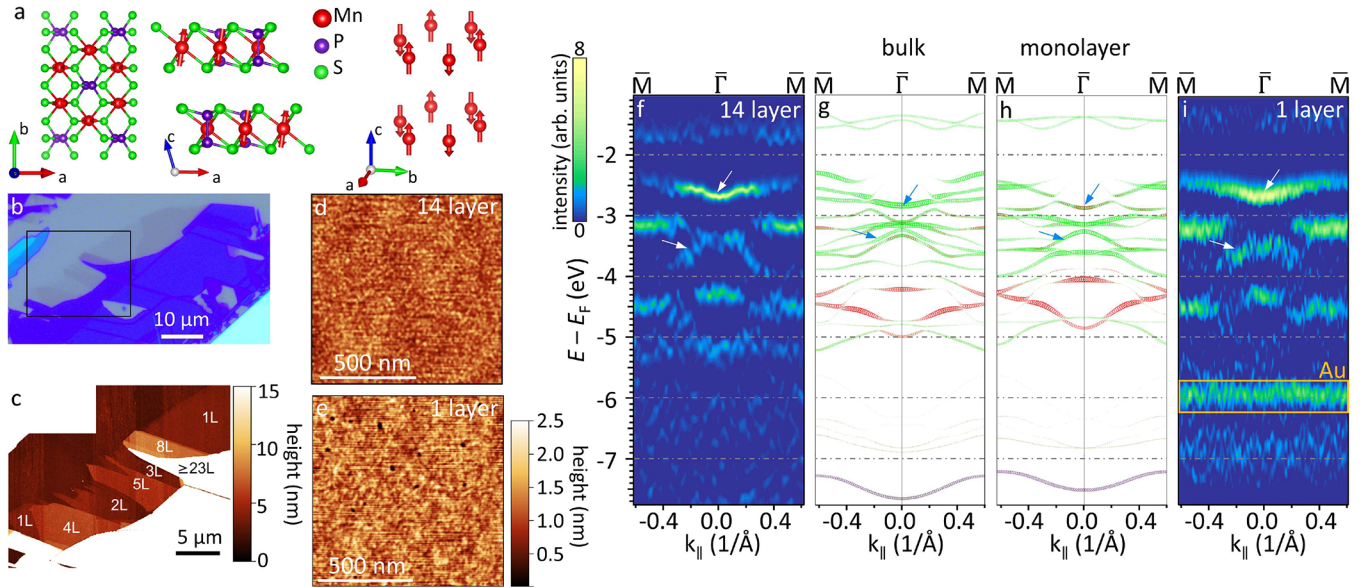 a
Mn
P
S
b
a
c
a
c
a
b
b
10 µm
c
1L
8L
3L
≥23L
5L
2L
1L
4L
5 µm
15
10
5
0
height (nm)
d
14 layer
500 nm
e
1 layer
500 nm
2.5
2.0
1.5
1.0
0.5
height (nm)
8
0
intensity (arb. units)
bulk
monolayer
M̅ Γ̅ M̅ Γ̅ M̅ Γ̅ M̅ Γ̅ M̅
f
14 layer
g
h
i
1 layer
Au
-2
-3
-4
-5
-6
-7
E − E_F (eV)
-0.4 0.0 0.4 -0.4 0.0 0.4 -0.4 0.0 0.4 -0.4 0.0 0.4
k∥ (1/Å) k∥ (1/Å) k∥ (1/Å) k∥ (1/Å)